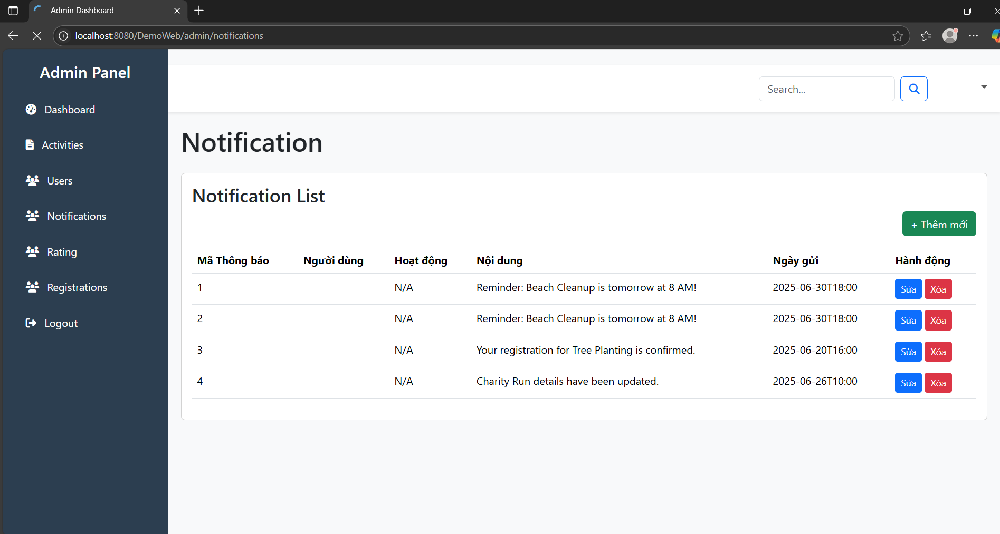 Admin Dashboard
localhost:8080/DemoWeb/admin/notifications
Admin Panel
Dashboard
Activities
Users
Notifications
Rating
Registrations
Logout
Search...
Notification
Notification List
+ Thêm mới
Mã Thông báo Người dùng Hoạt động Nội dung Ngày gửi Hành động
1 N/A Reminder: Beach Cleanup is tomorrow at 8 AM! 2025-06-30T18:00 Sửa Xóa
2 N/A Reminder: Beach Cleanup is tomorrow at 8 AM! 2025-06-30T18:00 Sửa Xóa
3 N/A Your registration for Tree Planting is confirmed. 2025-06-20T16:00 Sửa Xóa
4 N/A Charity Run details have been updated. 2025-06-26T10:00 Sửa Xóa